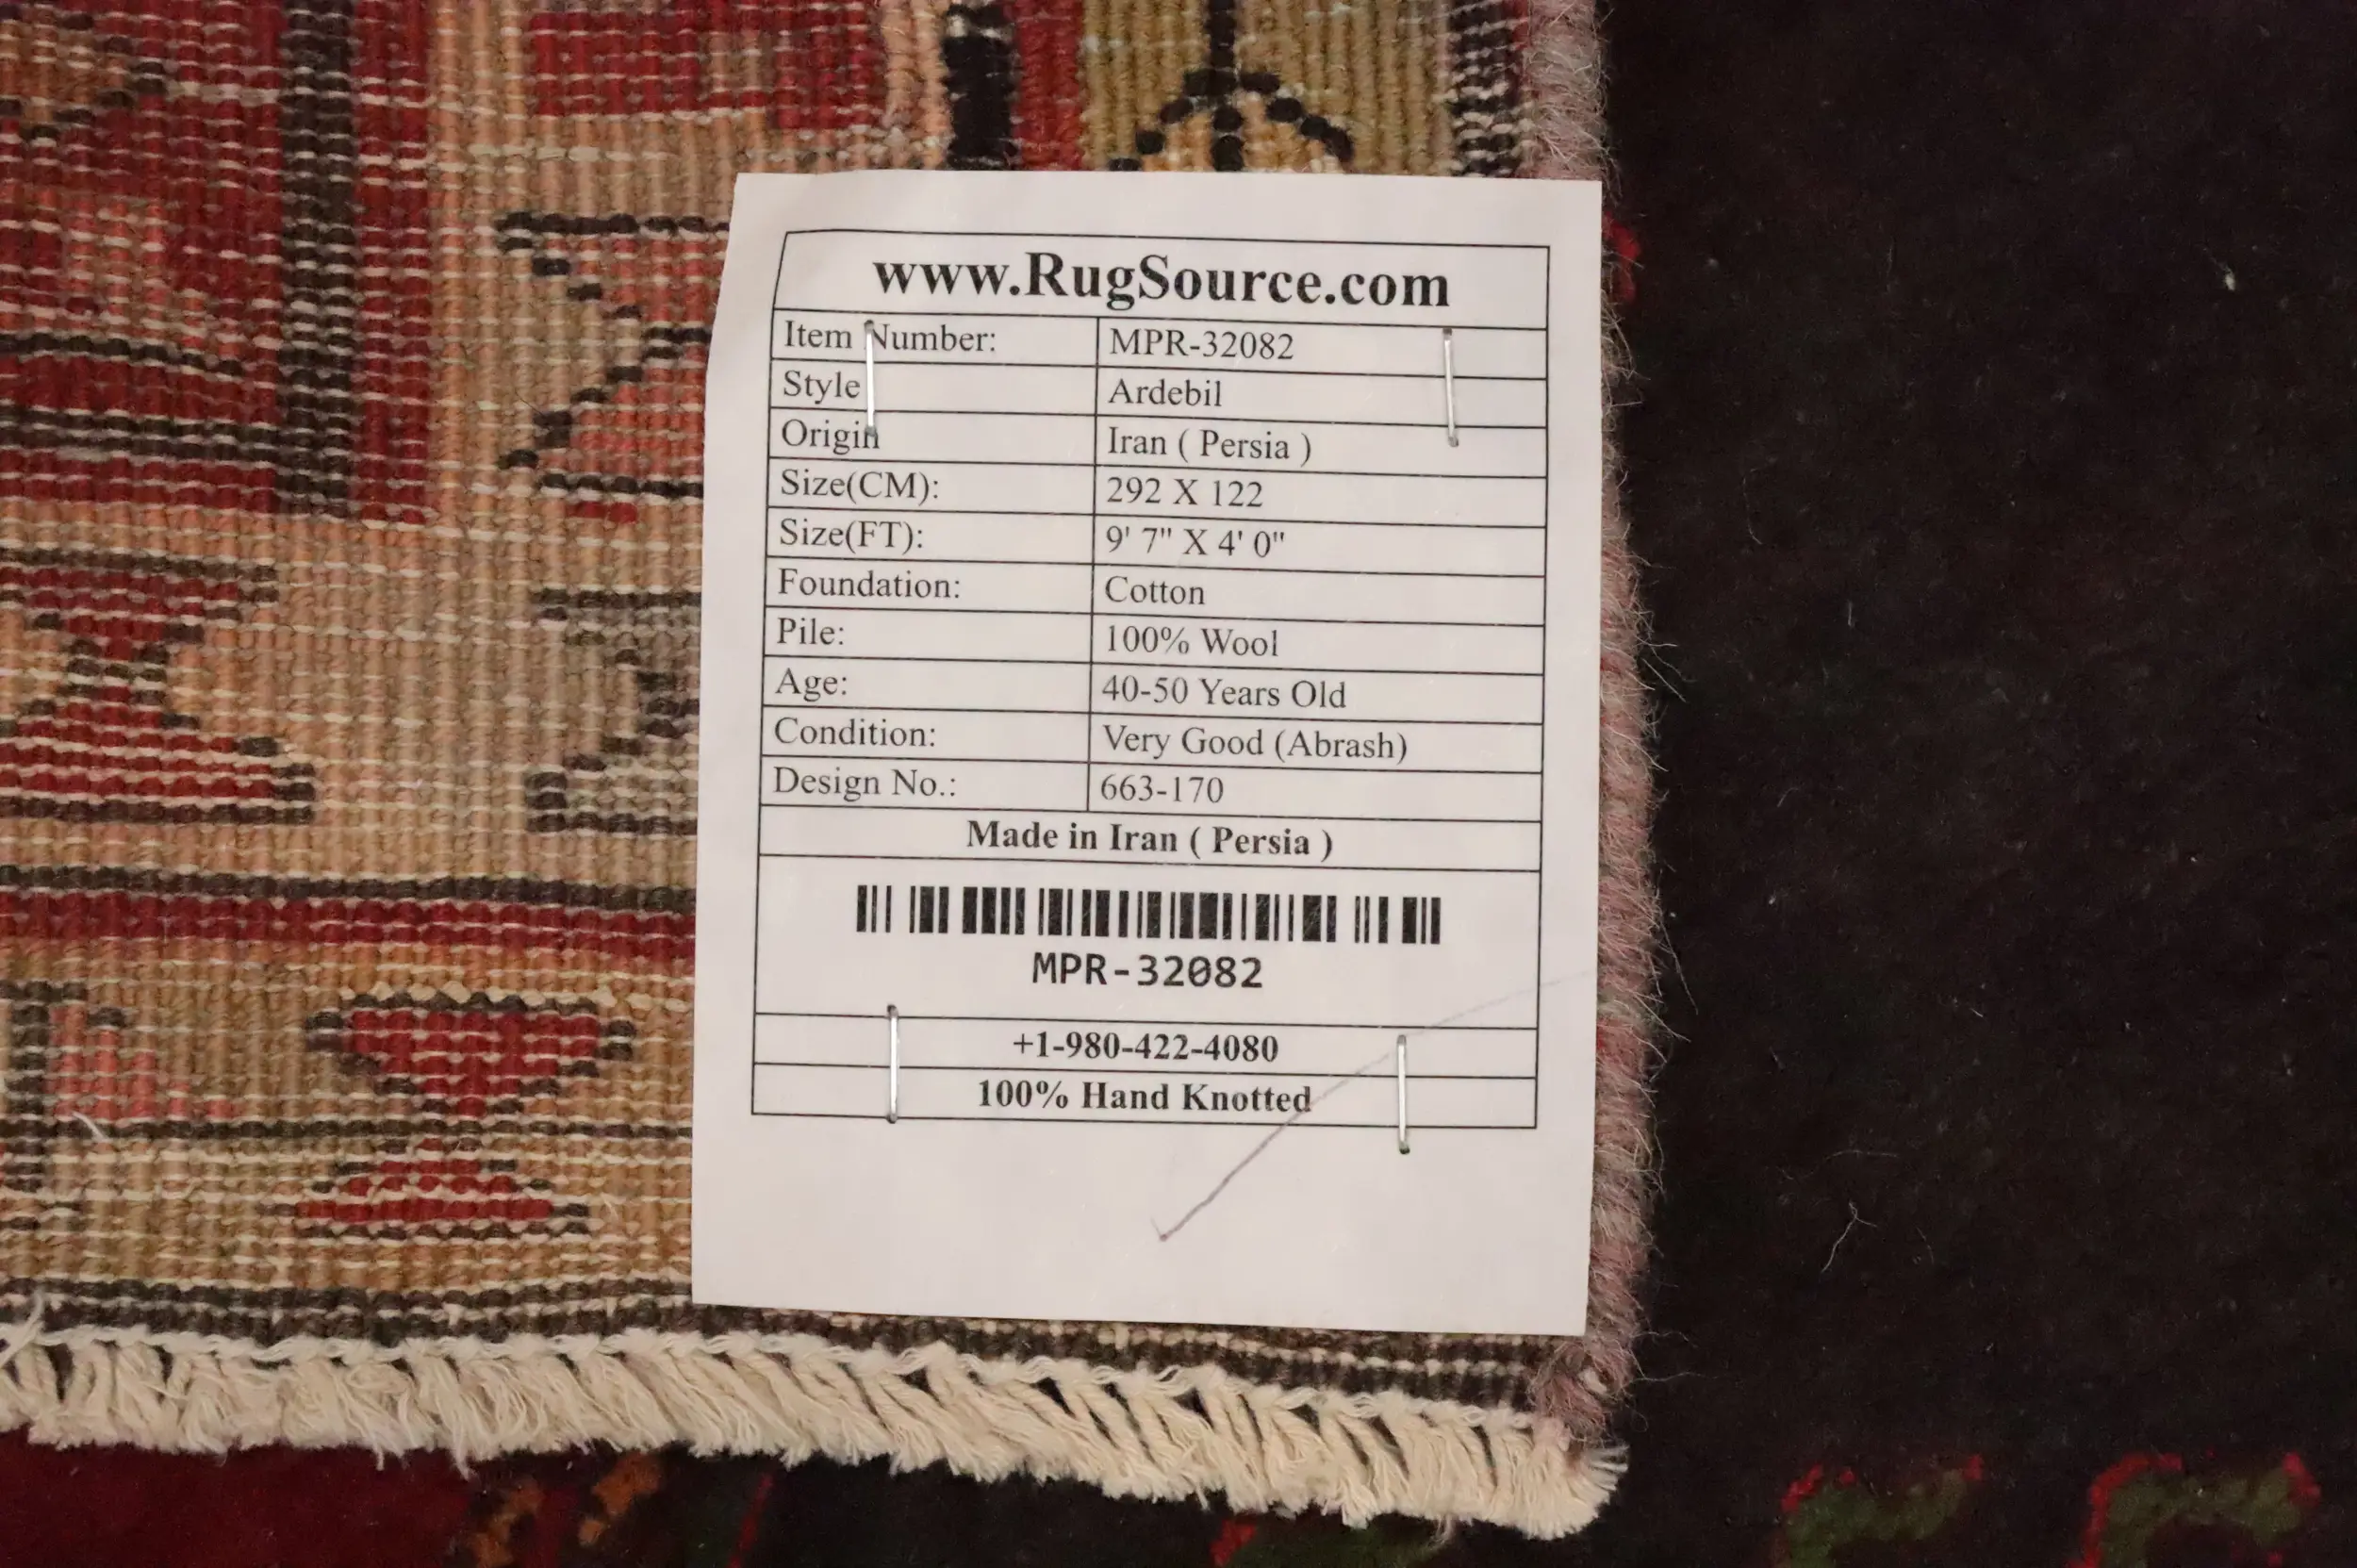 www.RugSource.com
Item Number: MPR-32082
Style Ardebil
Origin Iran ( Persia )
Size(CM): 292 X 122
Size(FT): 9' 7" X 4' 0"
Foundation: Cotton
Pile: 100% Wool
Age: 40-50 Years Old
Condition: Very Good (Abrash)
Design No.: 663-170
Made in Iran ( Persia )
MPR-32082
+1-980-422-4080
100% Hand Knotted